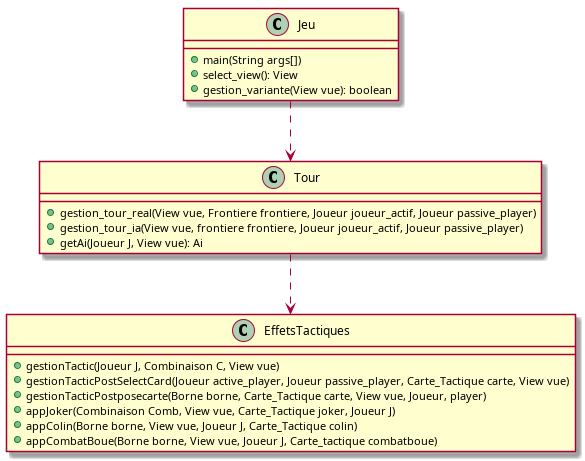 C Jeu
main(String args[])
select_view(): View
gestion_variante(View vue): boolean
C Tour
gestion_tour_real(View vue, Frontiere frontiere, Joueur joueur_actif, Joueur passive_player)
gestion_tour_ia(View vue, frontiere frontiere, Joueur joueur_actif, Joueur passive_player)
getAi(Joueur J, View vue): Ai
C EffetsTactiques
gestionTactic(Joueur J, Combinaison C, View vue)
gestionTacticPostSelectCard(Joueur active_player, Joueur passive_player, Carte_Tactique carte, View vue)
gestionTacticPostposecarte(Borne borne, Carte_Tactique carte, View vue, Joueur, player)
appJoker(Combinaison Comb, View vue, Carte_Tactique joker, Joueur J)
appColin(Borne borne, View vue, Joueur J, Carte_Tactique colin)
appCombatBoue(Borne borne, View vue, Joueur J, Carte_tactique combatboue)